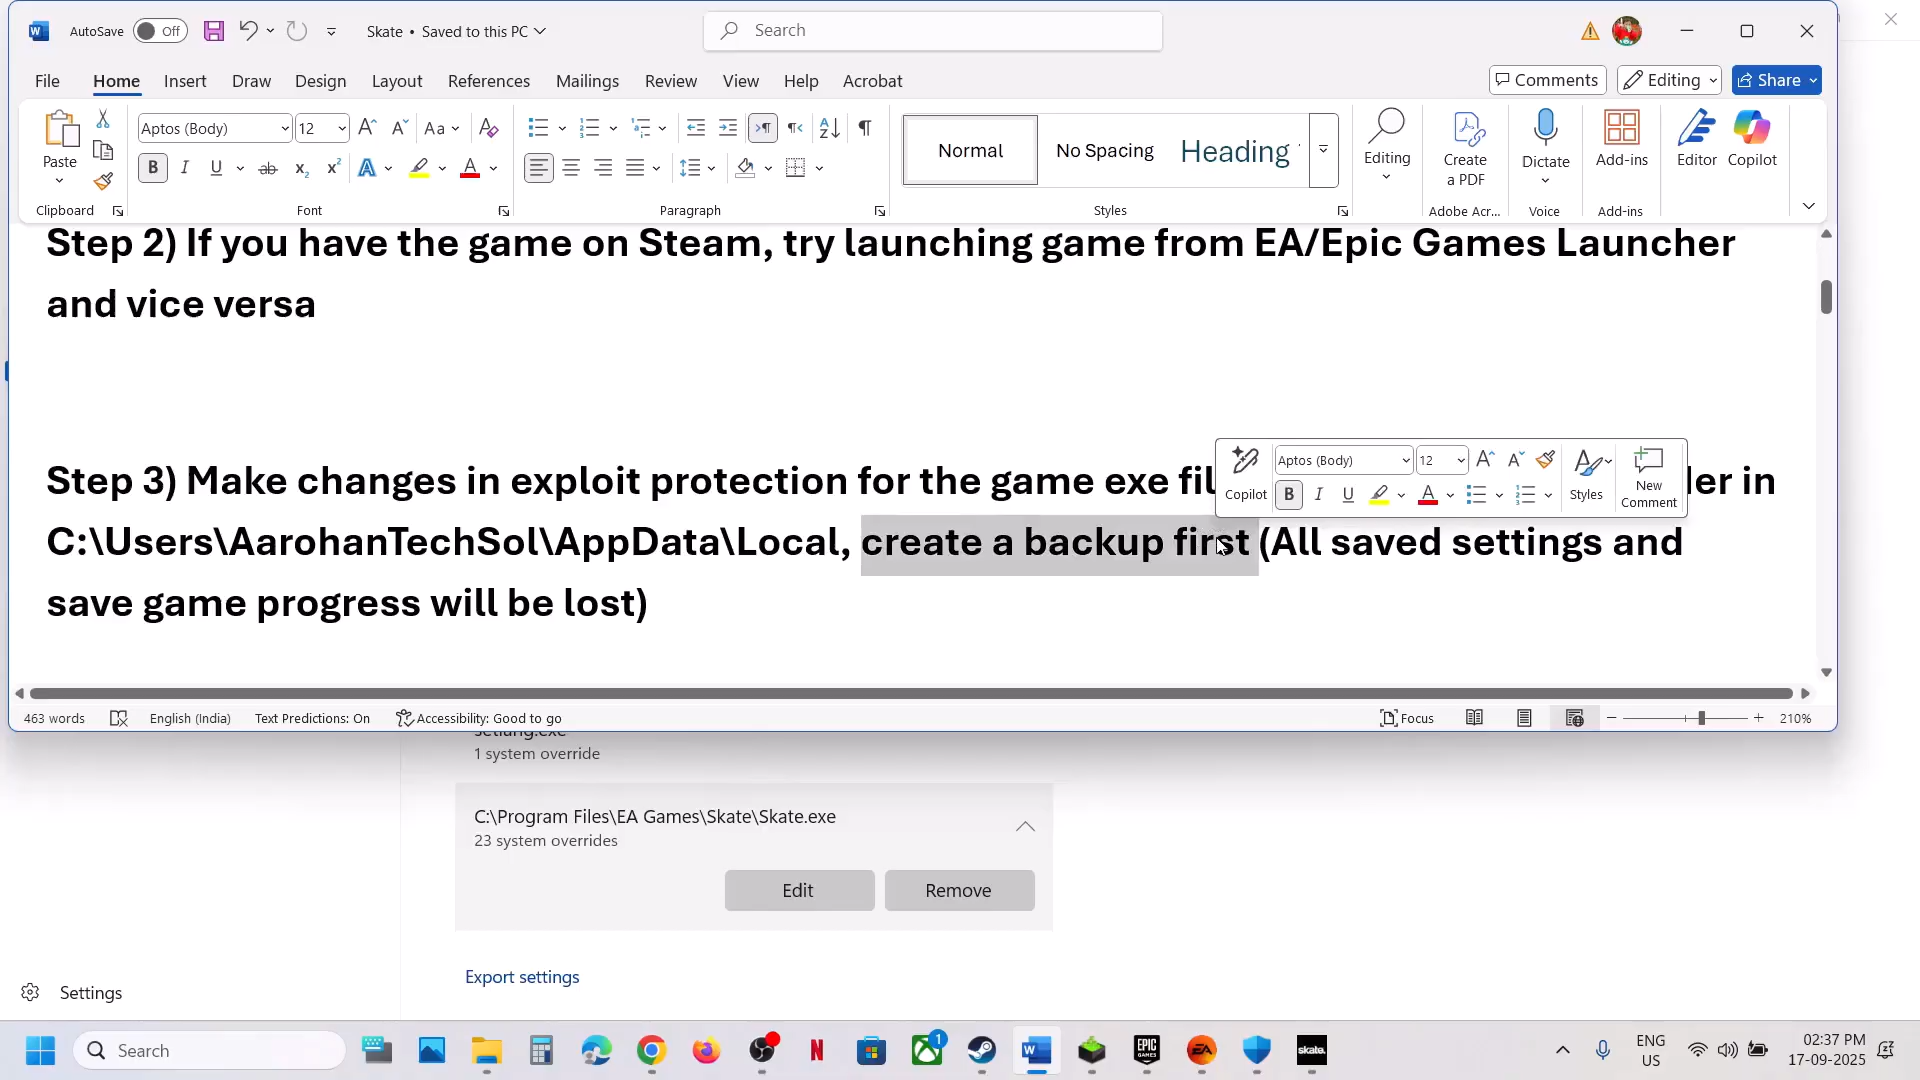 AutoSave Off Skate • Saved to this PC Search
File Home Insert Draw Design Layout References Mailings Review View Help Acrobat Comments Editing Share
Paste Aptos (Body) 12 Normal No Spacing Heading Editing Create a PDF Dictate Add-ins Editor Copilot
Clipboard Font Paragraph Styles Adobe Acr... Voice Add-ins
Step 2) If you have the game on Steam, try launching game from EA/Epic Games Launcher
and vice versa
Copilot Aptos (Body) 12 Styles New Comment
Step 3) Make changes in exploit protection for the game exe fil er in
C:\Users\AarohanTechSol\AppData\Local, create a backup first (All saved settings and
save game progress will be lost)
463 words English (India) Text Predictions: On Accessibility: Good to go Focus 210%
setlang.exe
1 system override
C:\Program Files\EA Games\Skate\Skate.exe
23 system overrides
Edit Remove
Export settings
Settings
Search ENG US 02:37 PM
17-09-2025